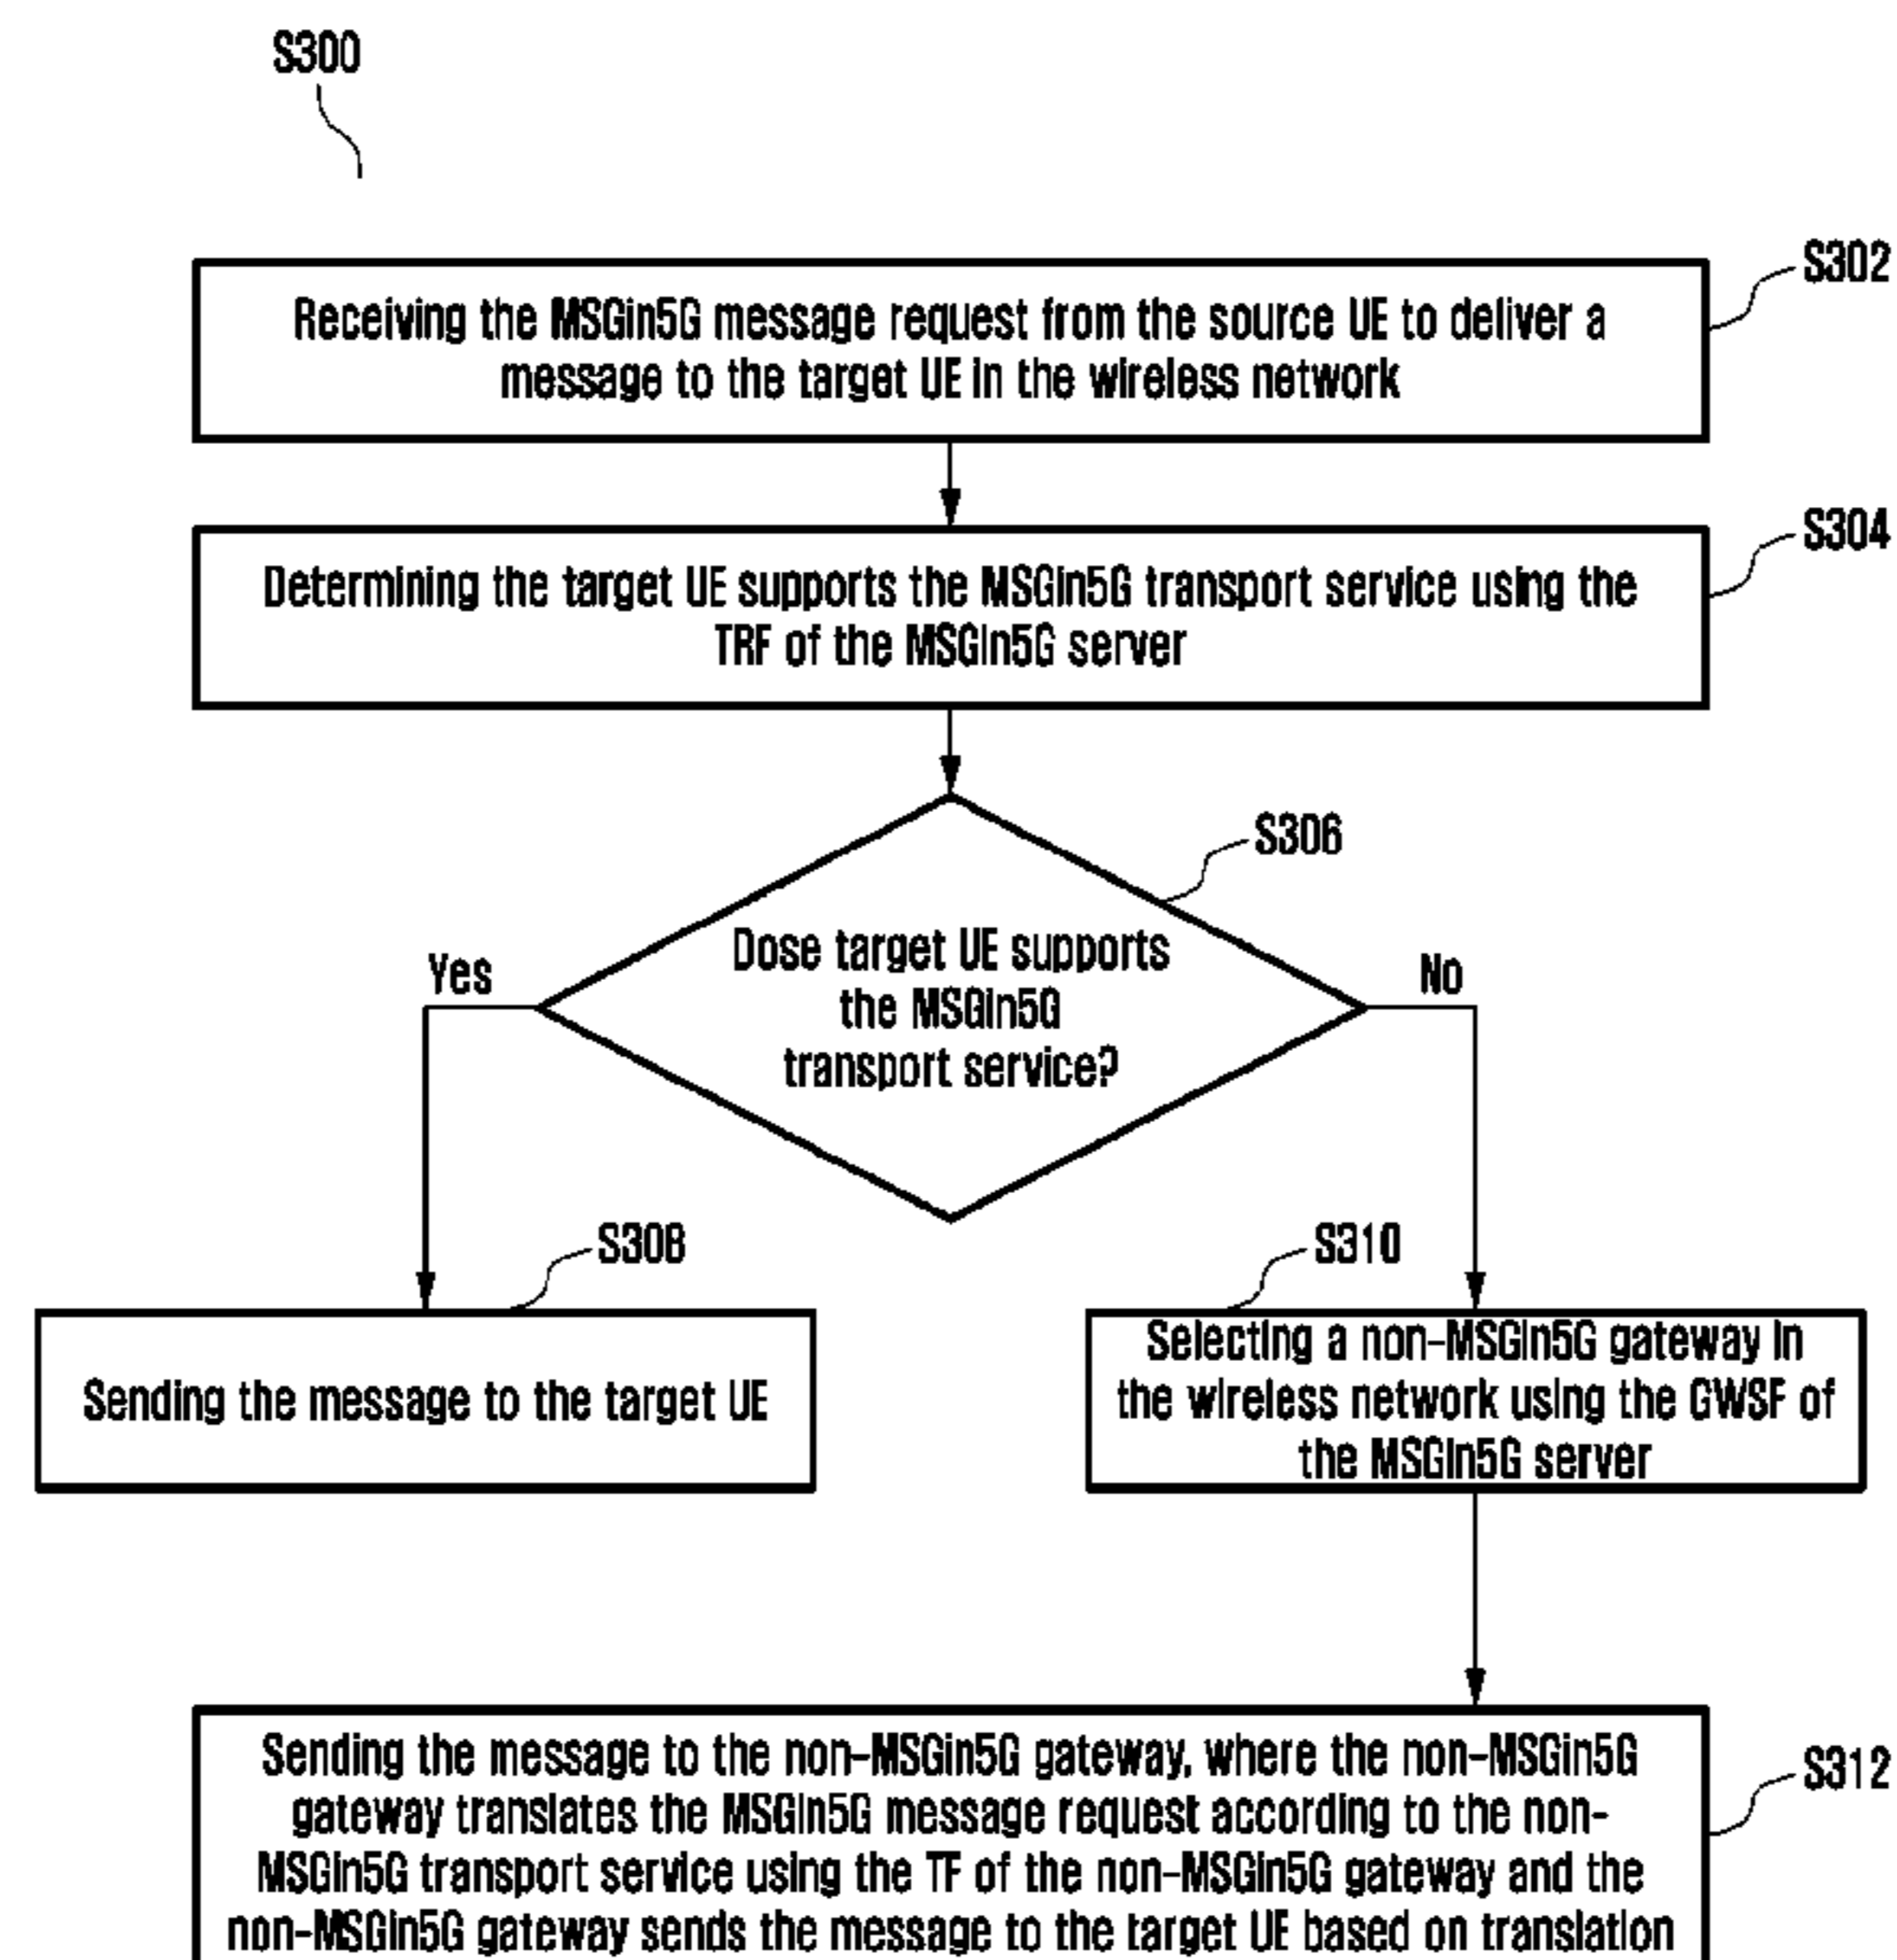 S300
S302
Receiving the MSGin5G message request from the source UE to deliver a
message to the target UE in the wireless network
S304
Determining the target UE supports the MSGin5G transport service using the
TRF of the MSGin5G server
S306
Dose target UE supports
the MSGin5G
transport service?
Yes
No
S308
Sending the message to the target UE
S310
Selecting a non-MSGin5G gateway in
the wireless network using the GWSF of
the MSGin5G server
S312
Sending the message to the non-MSGin5G gateway, where the non-MSGin5G
gateway translates the MSGin5G message request according to the non-
MSGin5G transport service using the TF of the non-MSGin5G gateway and the
non-MSGin5G gateway sends the message to the target UE based on translation